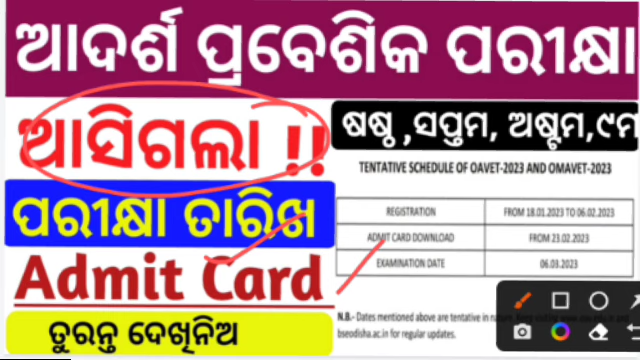 ଆଦର୍ଶ ପ୍ରବେଶିକ ପରୀକ୍ଷା
ଆସିଗଲା !!
ଷଷ୍ଠ ,ସପ୍ତମ, ଅଷ୍ଟମ,୯ମ
ପରୀକ୍ଷା ତାରିଖ
Admit Card
ତୁରନ୍ତ ଦେଖିନିଅ
TENTATIVE SCHEDULE OF OAVET-2023 AND OMAVET-2023
REGISTRATION FROM 18.01.2023 TO 06.02.2023
ADMIT CARD DOWNLOAD FROM 23.02.2023
EXAMINATION DATE 06.03.2023
N.B.- Dates mentioned above are tentative in
bseodisha.ac.in for regular updates.